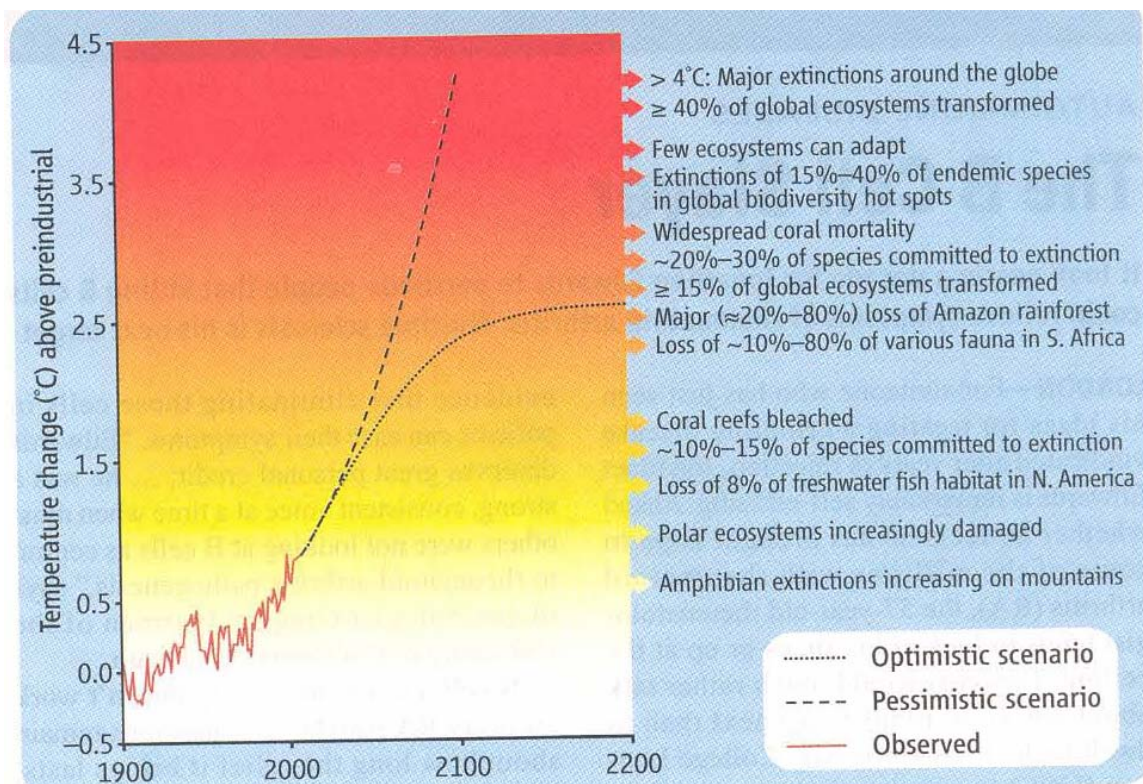 Temperature change (˚C) above preindustrial
4.5
3.5
2.5
1.5
0.5
0.0
–0.5
1900
2000
2100
2200
> 4˚C: Major extinctions around the globe
≥ 40% of global ecosystems transformed
Few ecosystems can adapt
Extinctions of 15%–40% of endemic species
in global biodiversity hot spots
Widespread coral mortality
~20%–30% of species committed to extinction
≥ 15% of global ecosystems transformed
Major (≈20%–80%) loss of Amazon rainforest
Loss of ~10%–80% of various fauna in S. Africa
Coral reefs bleached
~10%–15% of species committed to extinction
Loss of 8% of freshwater fish habitat in N. America
Polar ecosystems increasingly damaged
Amphibian extinctions increasing on mountains
Optimistic scenario
Pessimistic scenario
Observed